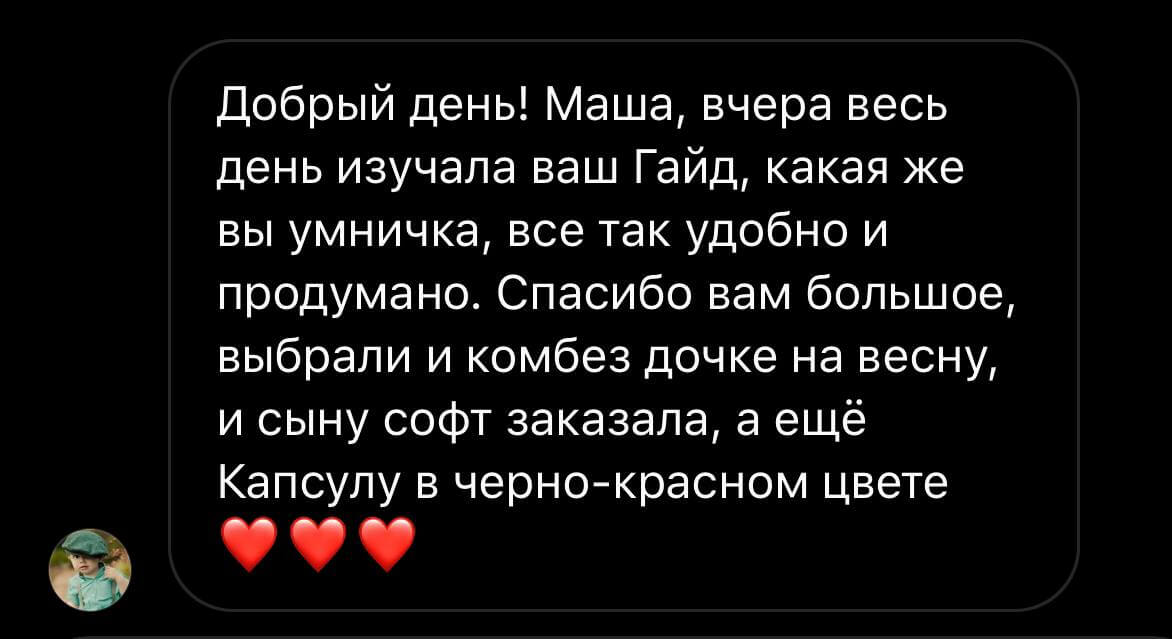 Добрый день! Маша, вчера весь
день изучала ваш Гайд, какая же
вы умничка, все так удобно и
продумано. Спасибо вам большое,
выбрали и комбез дочке на весну,
и сыну софт заказала, а ещё
Капсулу в черно-красном цвете
❤️❤️❤️